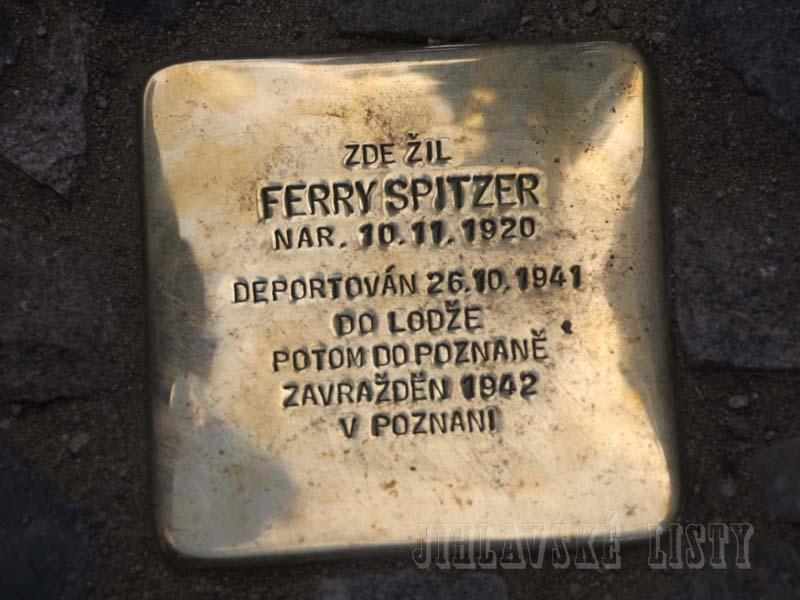 ZDE ŽIL
FERRY SPITZER
NAR. 10.11.1920
DEPORTOVÁN 26.10.1941
DO LODŽE
POTOM DO POZNANĚ
ZAVRAŽDĚN 1942
V POZNANI
JIHLAVSKÉ LISTY